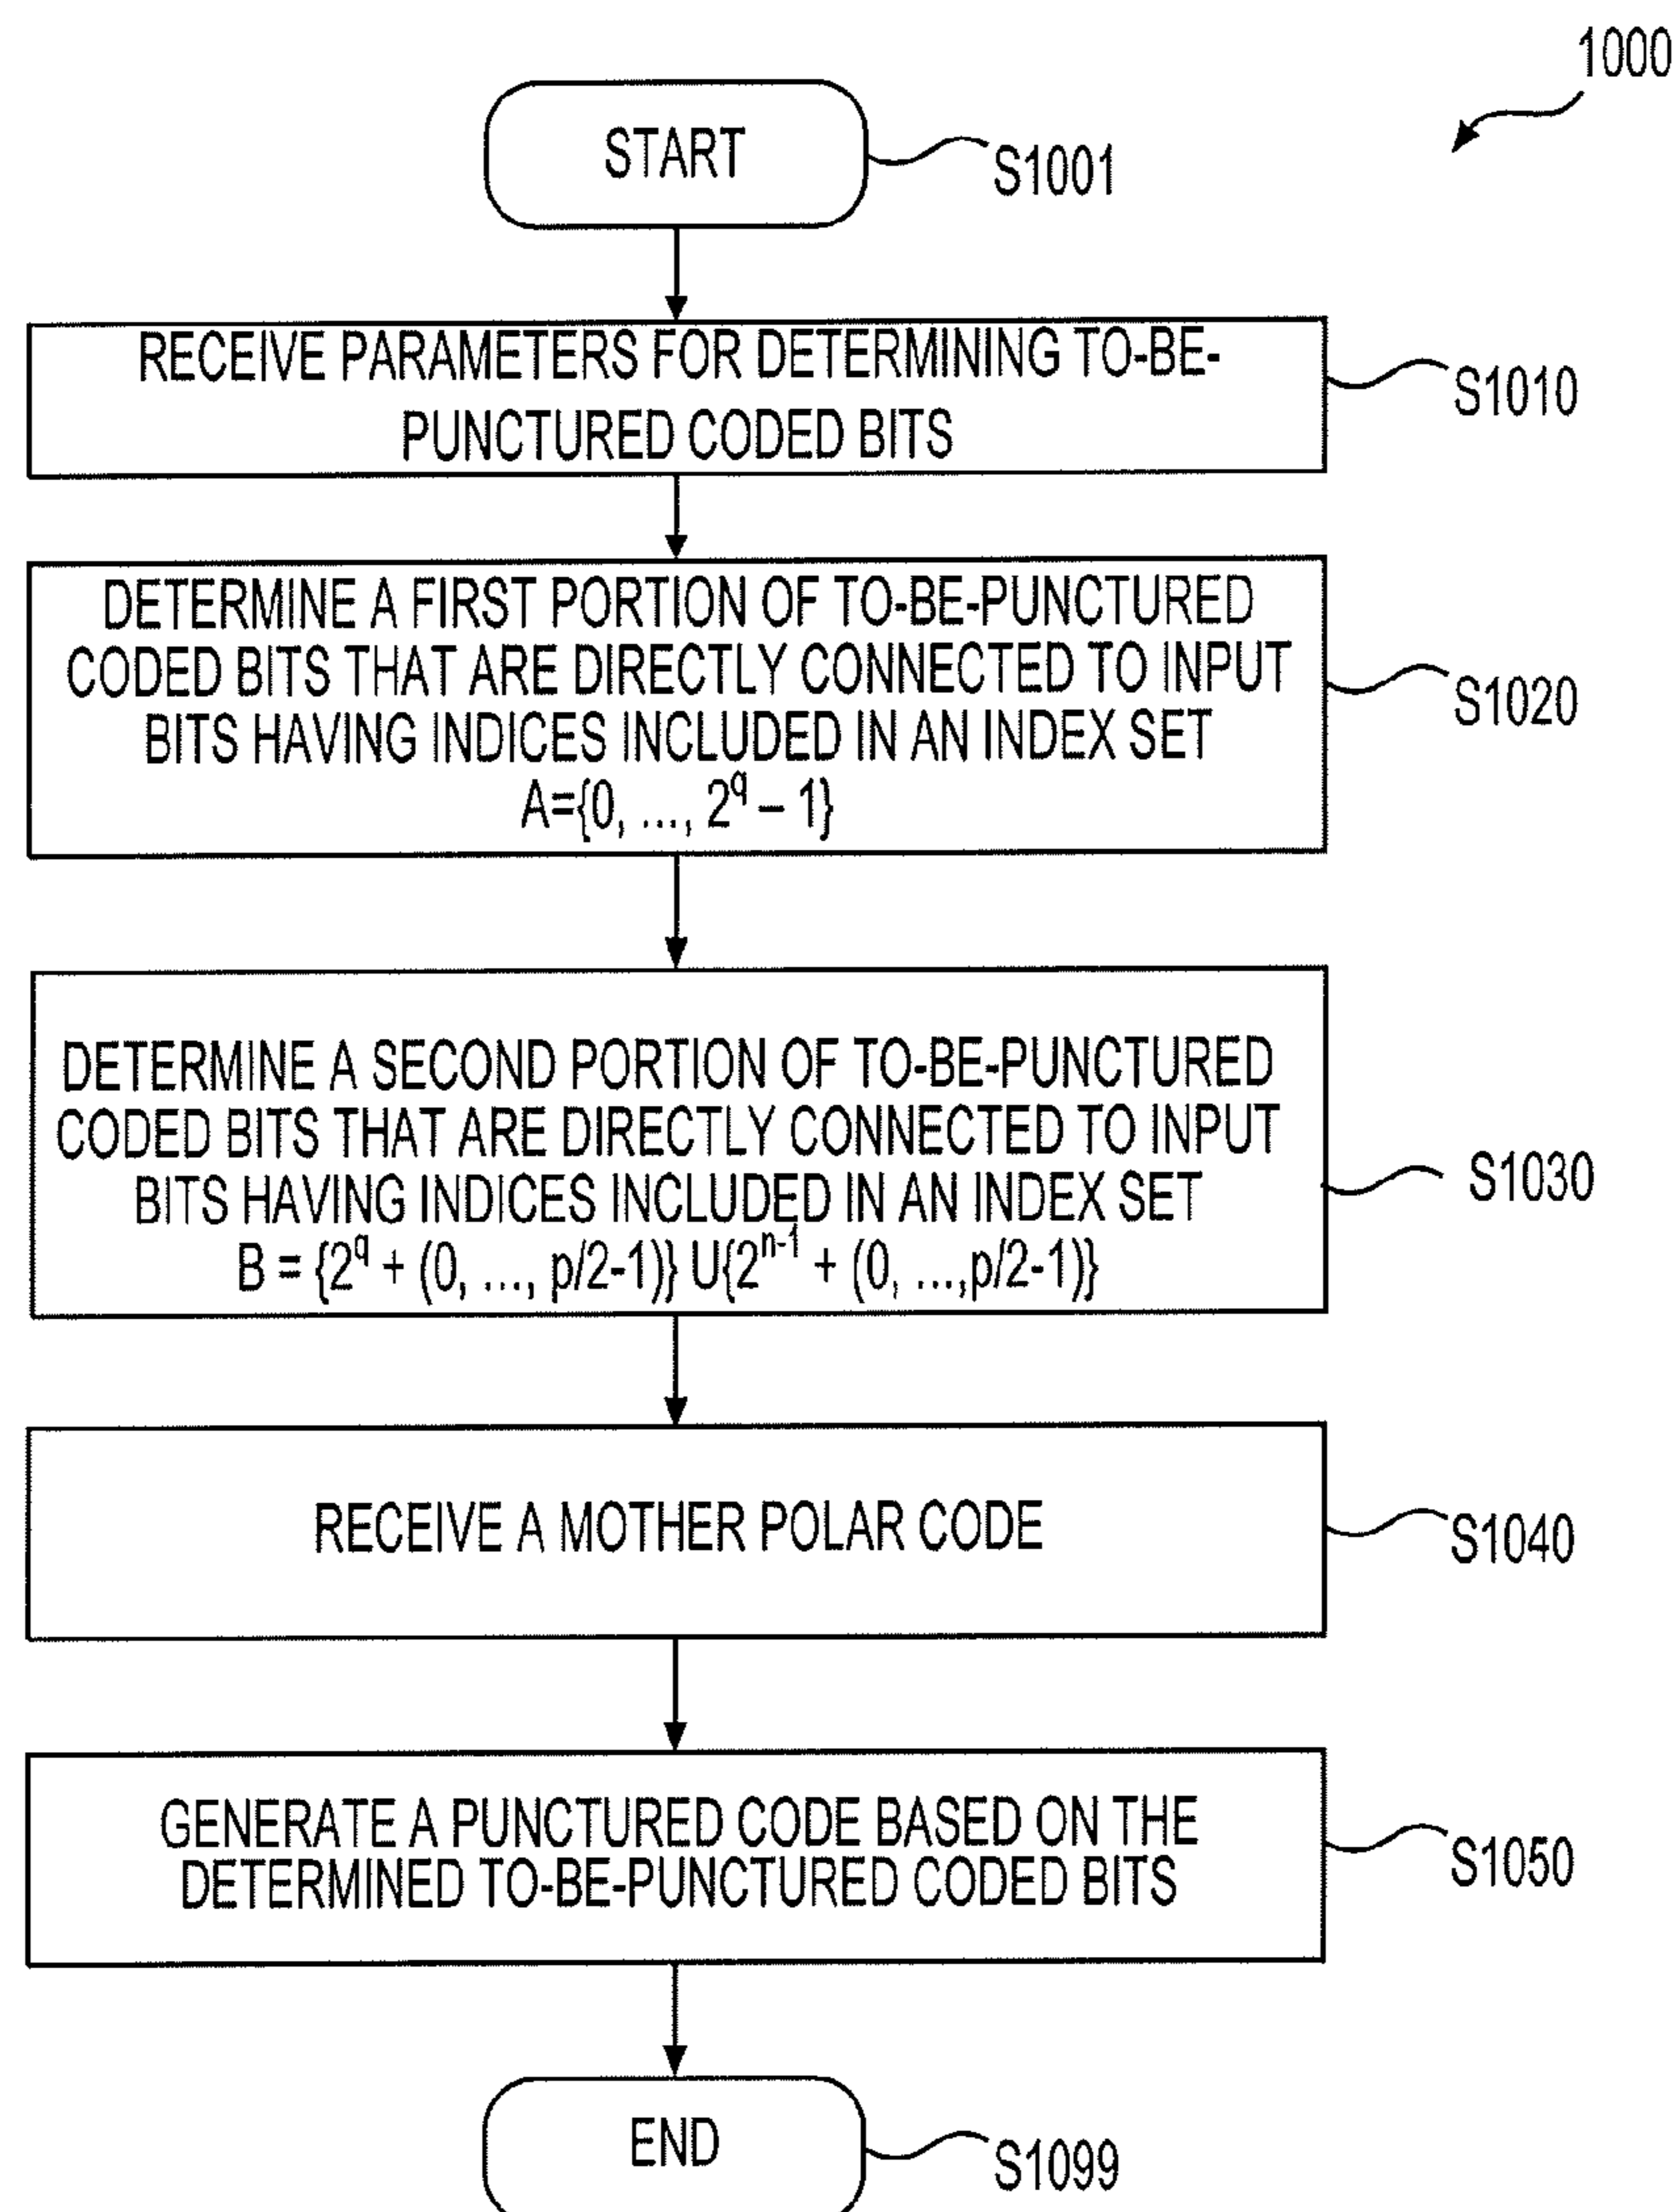 1000
START
S1001
RECEIVE PARAMETERS FOR DETERMINING TO-BE-
PUNCTURED CODED BITS
S1010
DETERMINE A FIRST PORTION OF TO-BE-PUNCTURED
CODED BITS THAT ARE DIRECTLY CONNECTED TO INPUT
BITS HAVING INDICES INCLUDED IN AN INDEX SET
A={0, ..., 2^q – 1}
S1020
DETERMINE A SECOND PORTION OF TO-BE-PUNCTURED
CODED BITS THAT ARE DIRECTLY CONNECTED TO INPUT
BITS HAVING INDICES INCLUDED IN AN INDEX SET
B = {2^q + (0, ..., p/2-1)} U{2^n-1 + (0, ...,p/2-1)}
S1030
RECEIVE A MOTHER POLAR CODE
S1040
GENERATE A PUNCTURED CODE BASED ON THE
DETERMINED TO-BE-PUNCTURED CODED BITS
S1050
END
S1099